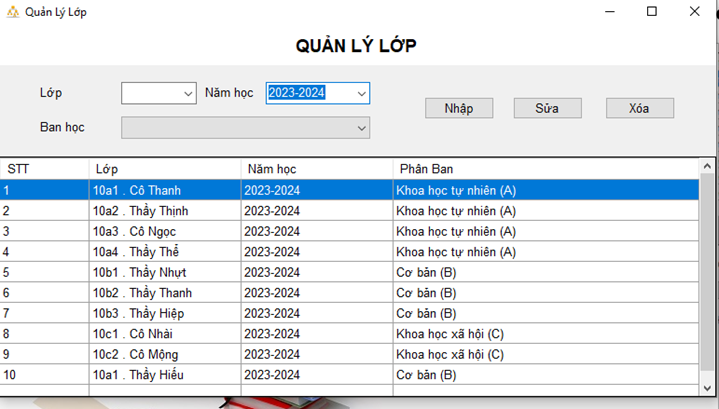 Quản Lý Lớp
QUẢN LÝ LỚP
Lớp Năm học 2023-2024 Nhập Sửa Xóa
Ban học
STT Lớp Năm học Phân Ban
1 10a1 . Cô Thanh 2023-2024 Khoa học tự nhiên (A)
2 10a2 . Thầy Thịnh 2023-2024 Khoa học tự nhiên (A)
3 10a3 . Cô Ngọc 2023-2024 Khoa học tự nhiên (A)
4 10a4 . Thầy Thể 2023-2024 Khoa học tự nhiên (A)
5 10b1 . Thầy Nhựt 2023-2024 Cơ bản (B)
6 10b2 . Thầy Thanh 2023-2024 Cơ bản (B)
7 10b3 . Thầy Hiệp 2023-2024 Cơ bản (B)
8 10c1 . Cô Nhài 2023-2024 Khoa học xã hội (C)
9 10c2 . Cô Mộng 2023-2024 Khoa học xã hội (C)
10 10a1 . Thầy Hiếu 2023-2024 Cơ bản (B)